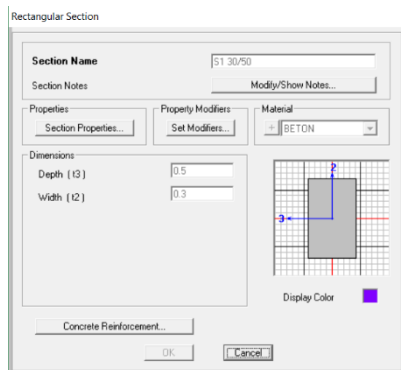 Rectangular Section
Section Name S1 30/50
Section Notes Modify/Show Notes...
Properties Property Modifiers Material
Section Properties... Set Modifiers... + BETON
Dimensions
Depth ( t3 ) 0.5
Width ( t2 ) 0.3
2
3
Display Color
Concrete Reinforcement...
OK Cancel